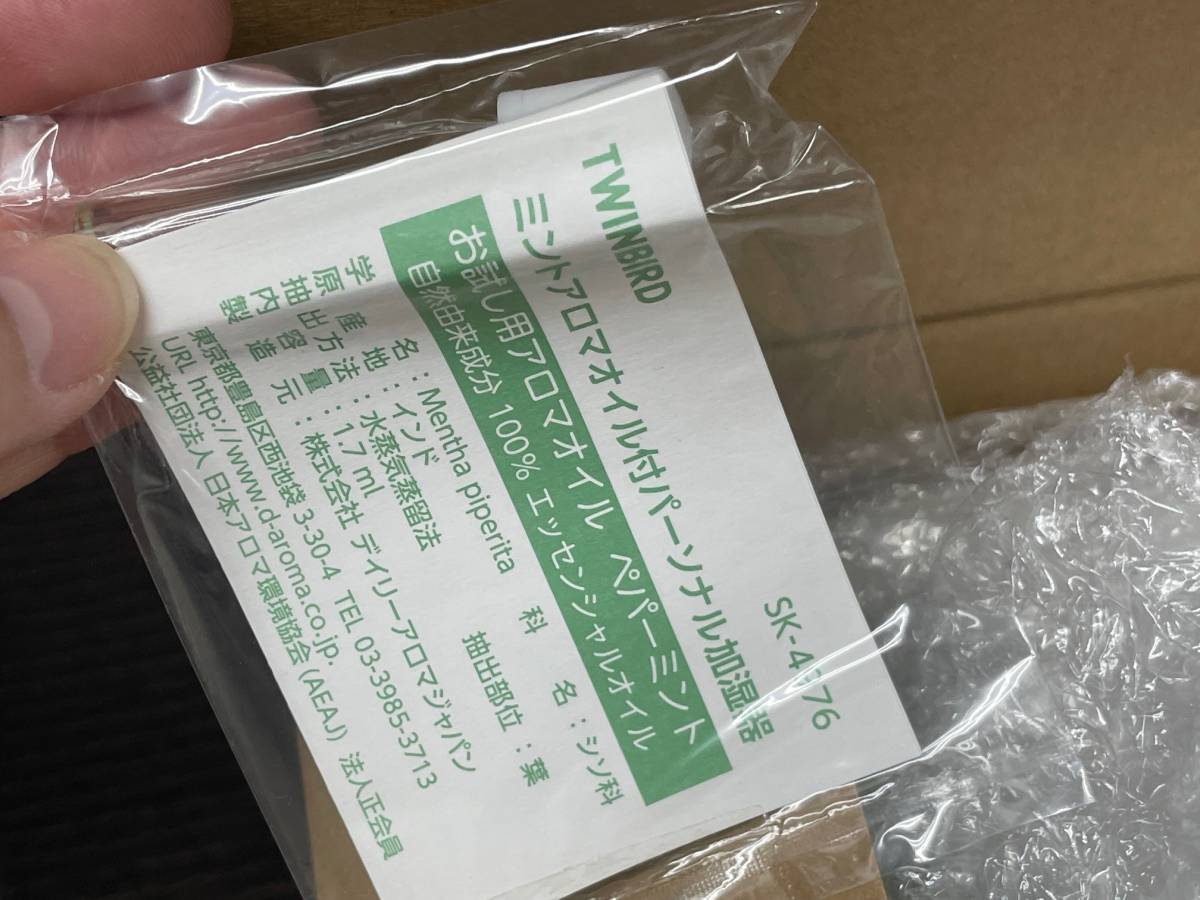 TWINBIRD
ミントアロマオイル付パーソナル加湿器
お試し用アロマオイル ペパーミント
自然由来成分 100% エッセンシャルオイル
学名：Mentha piperita 科名：シソ科
原産地：インド 抽出部位：葉
抽出方法：水蒸気蒸留法
内容量：1.7 ml
製造元：株式会社 デイリーアロマジャパン
東京都豊島区西池袋 3-30-4 TEL 03-3985-3713
URL http://www.d-aroma.co.jp.
公益社団法人 日本アロマ環境協会 (AEAJ) 法人正会員